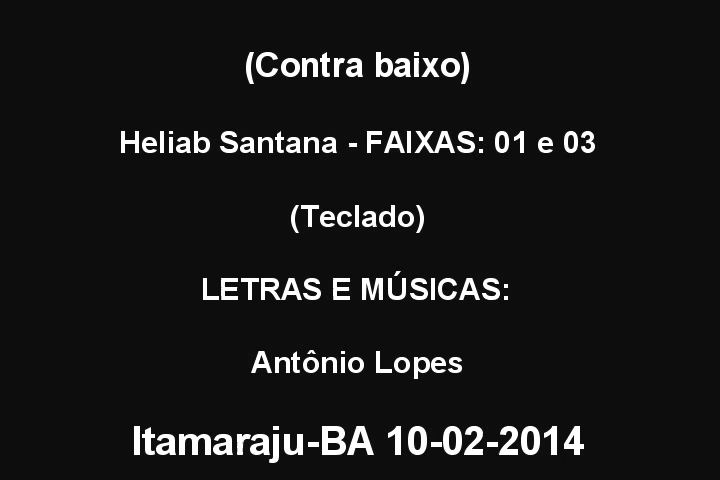 (Contra baixo)
Heliab Santana - FAIXAS: 01 e 03
(Teclado)
LETRAS E MÚSICAS:
Antônio Lopes
Itamaraju-BA 10-02-2014